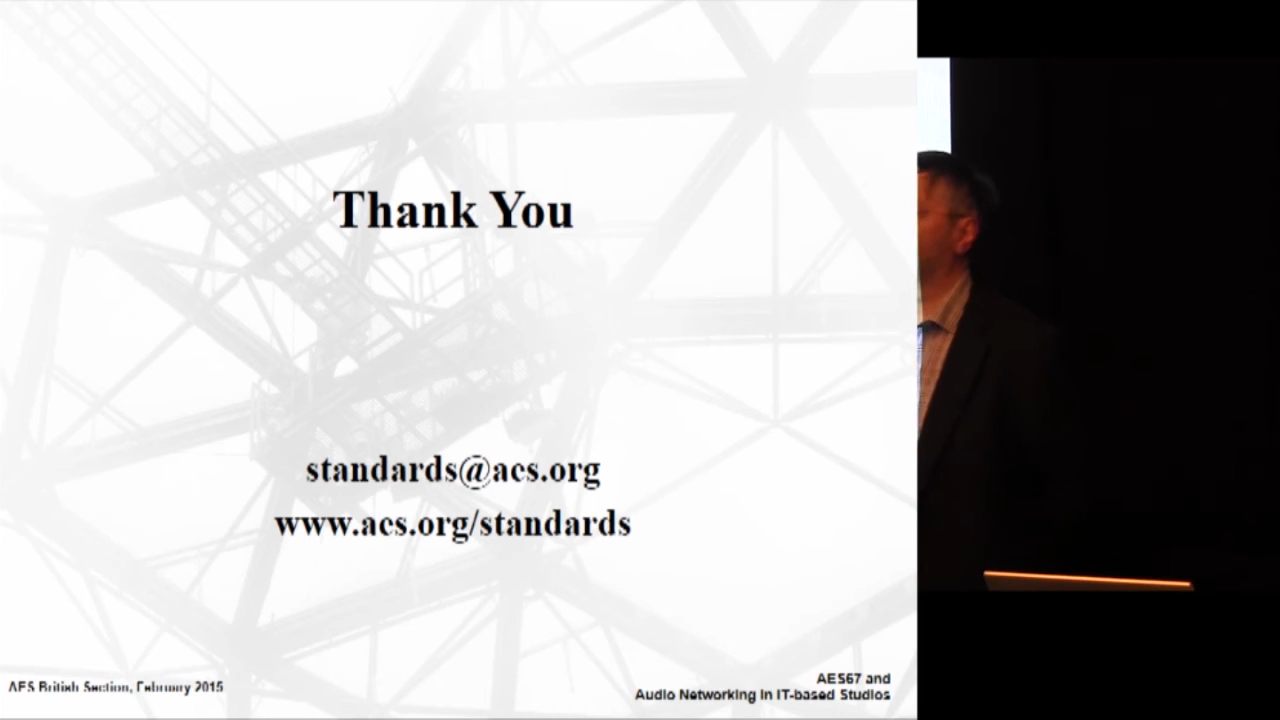 Thank You
standards@aes.org
www.aes.org/standards
AES British Section, February 2015
AES67 and
Audio Networking in IT-based Studios